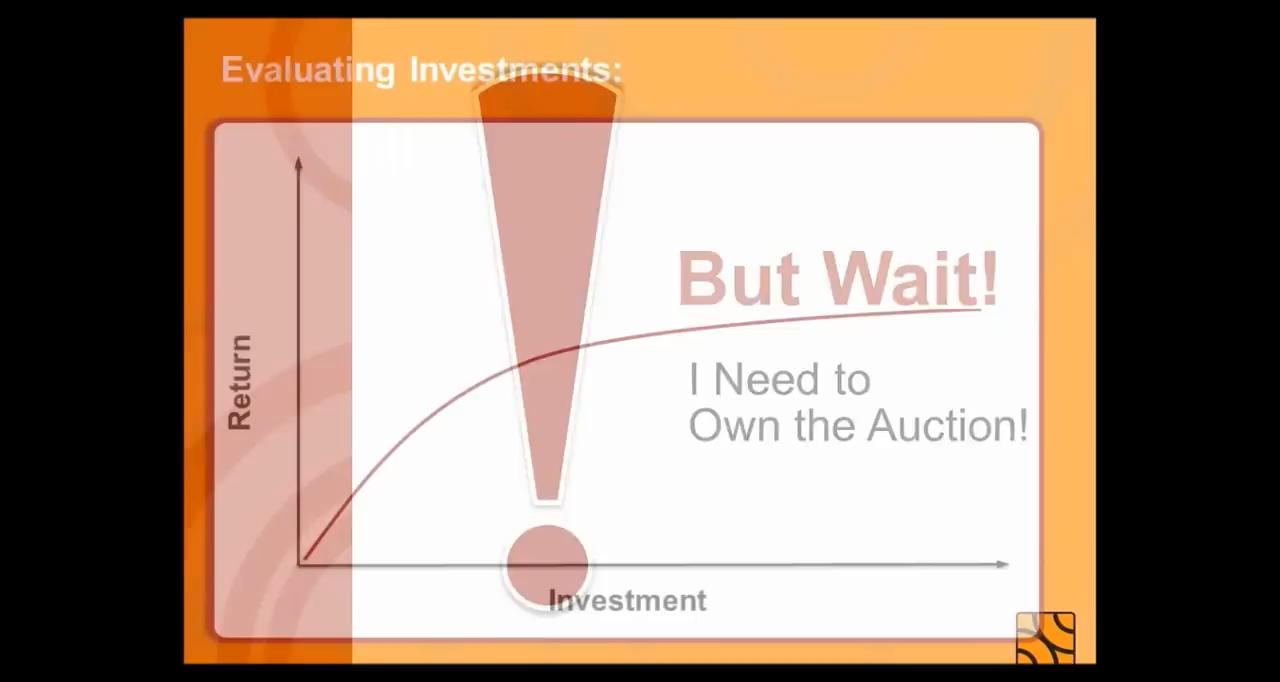 Evaluating Investments:
But Wait!
I Need to
Own the Auction!
Return
Investment